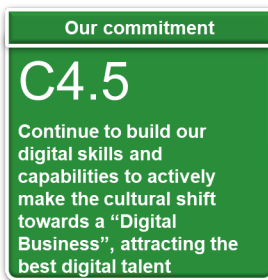 Our commitment
C4.5
Continue to build our
digital skills and
capabilities to actively
make the cultural shift
towards a “Digital
Business”, attracting the
best digital talent